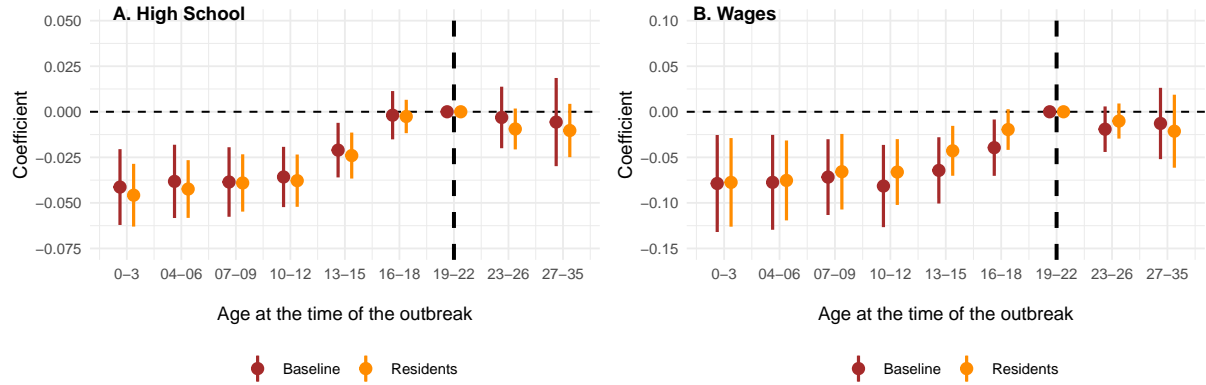 A. High School
Coefficient
0.050
0.025
0.000
−0.025
−0.050
−0.075
0−3 04−06 07−09 10−12 13−15 16−18 19−22 23−26 27−35
Age at the time of the outbreak
Baseline Residents
B. Wages
Coefficient
0.10
0.05
0.00
−0.05
−0.10
−0.15
0−3 04−06 07−09 10−12 13−15 16−18 19−22 23−26 27−35
Age at the time of the outbreak
Baseline Residents